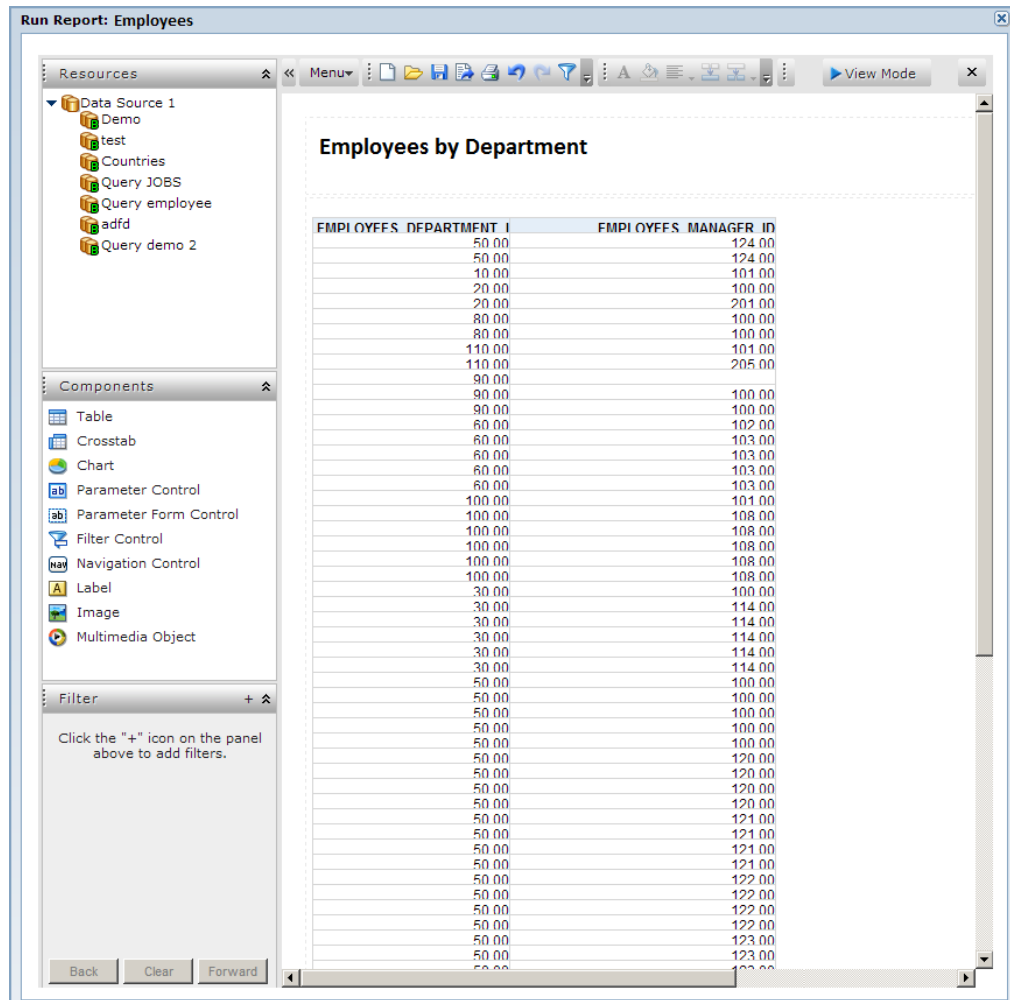 Run Report: Employees
Resources
Menu
A
View Mode
Data Source 1
Demo
test
Countries
Query JOBS
Query employee
adfd
Query demo 2
Components
Table
Crosstab
Chart
ab Parameter Control
ab Parameter Form Control
Filter Control
Nav Navigation Control
A Label
Image
Multimedia Object
Filter +
Click the "+" icon on the panel
above to add filters.
Back Clear Forward
Employees by Department
EMPLOYEES_DEPARTMENT_I EMPLOYEES_MANAGER_ID
50.00 124.00
50.00 124.00
10.00 101.00
20.00 100.00
20.00 201.00
80.00 100.00
80.00 100.00
110.00 101.00
110.00 205.00
90.00
90.00 100.00
90.00 100.00
60.00 102.00
60.00 103.00
60.00 103.00
60.00 103.00
60.00 103.00
100.00 101.00
100.00 108.00
100.00 108.00
100.00 108.00
100.00 108.00
100.00 108.00
30.00 100.00
30.00 114.00
30.00 114.00
30.00 114.00
30.00 114.00
30.00 114.00
50.00 100.00
50.00 100.00
50.00 100.00
50.00 100.00
50.00 100.00
50.00 120.00
50.00 120.00
50.00 120.00
50.00 120.00
50.00 121.00
50.00 121.00
50.00 121.00
50.00 121.00
50.00 122.00
50.00 122.00
50.00 122.00
50.00 122.00
50.00 123.00
50.00 123.00